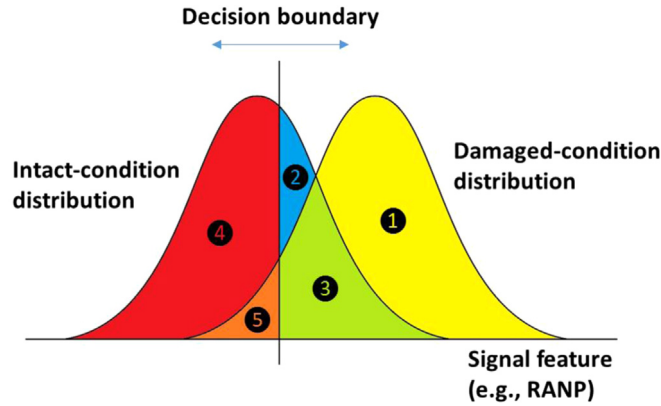 Decision boundary
Intact-condition
distribution
Damaged-condition
distribution
2
1
4
3
5
Signal feature
(e.g., RANP)